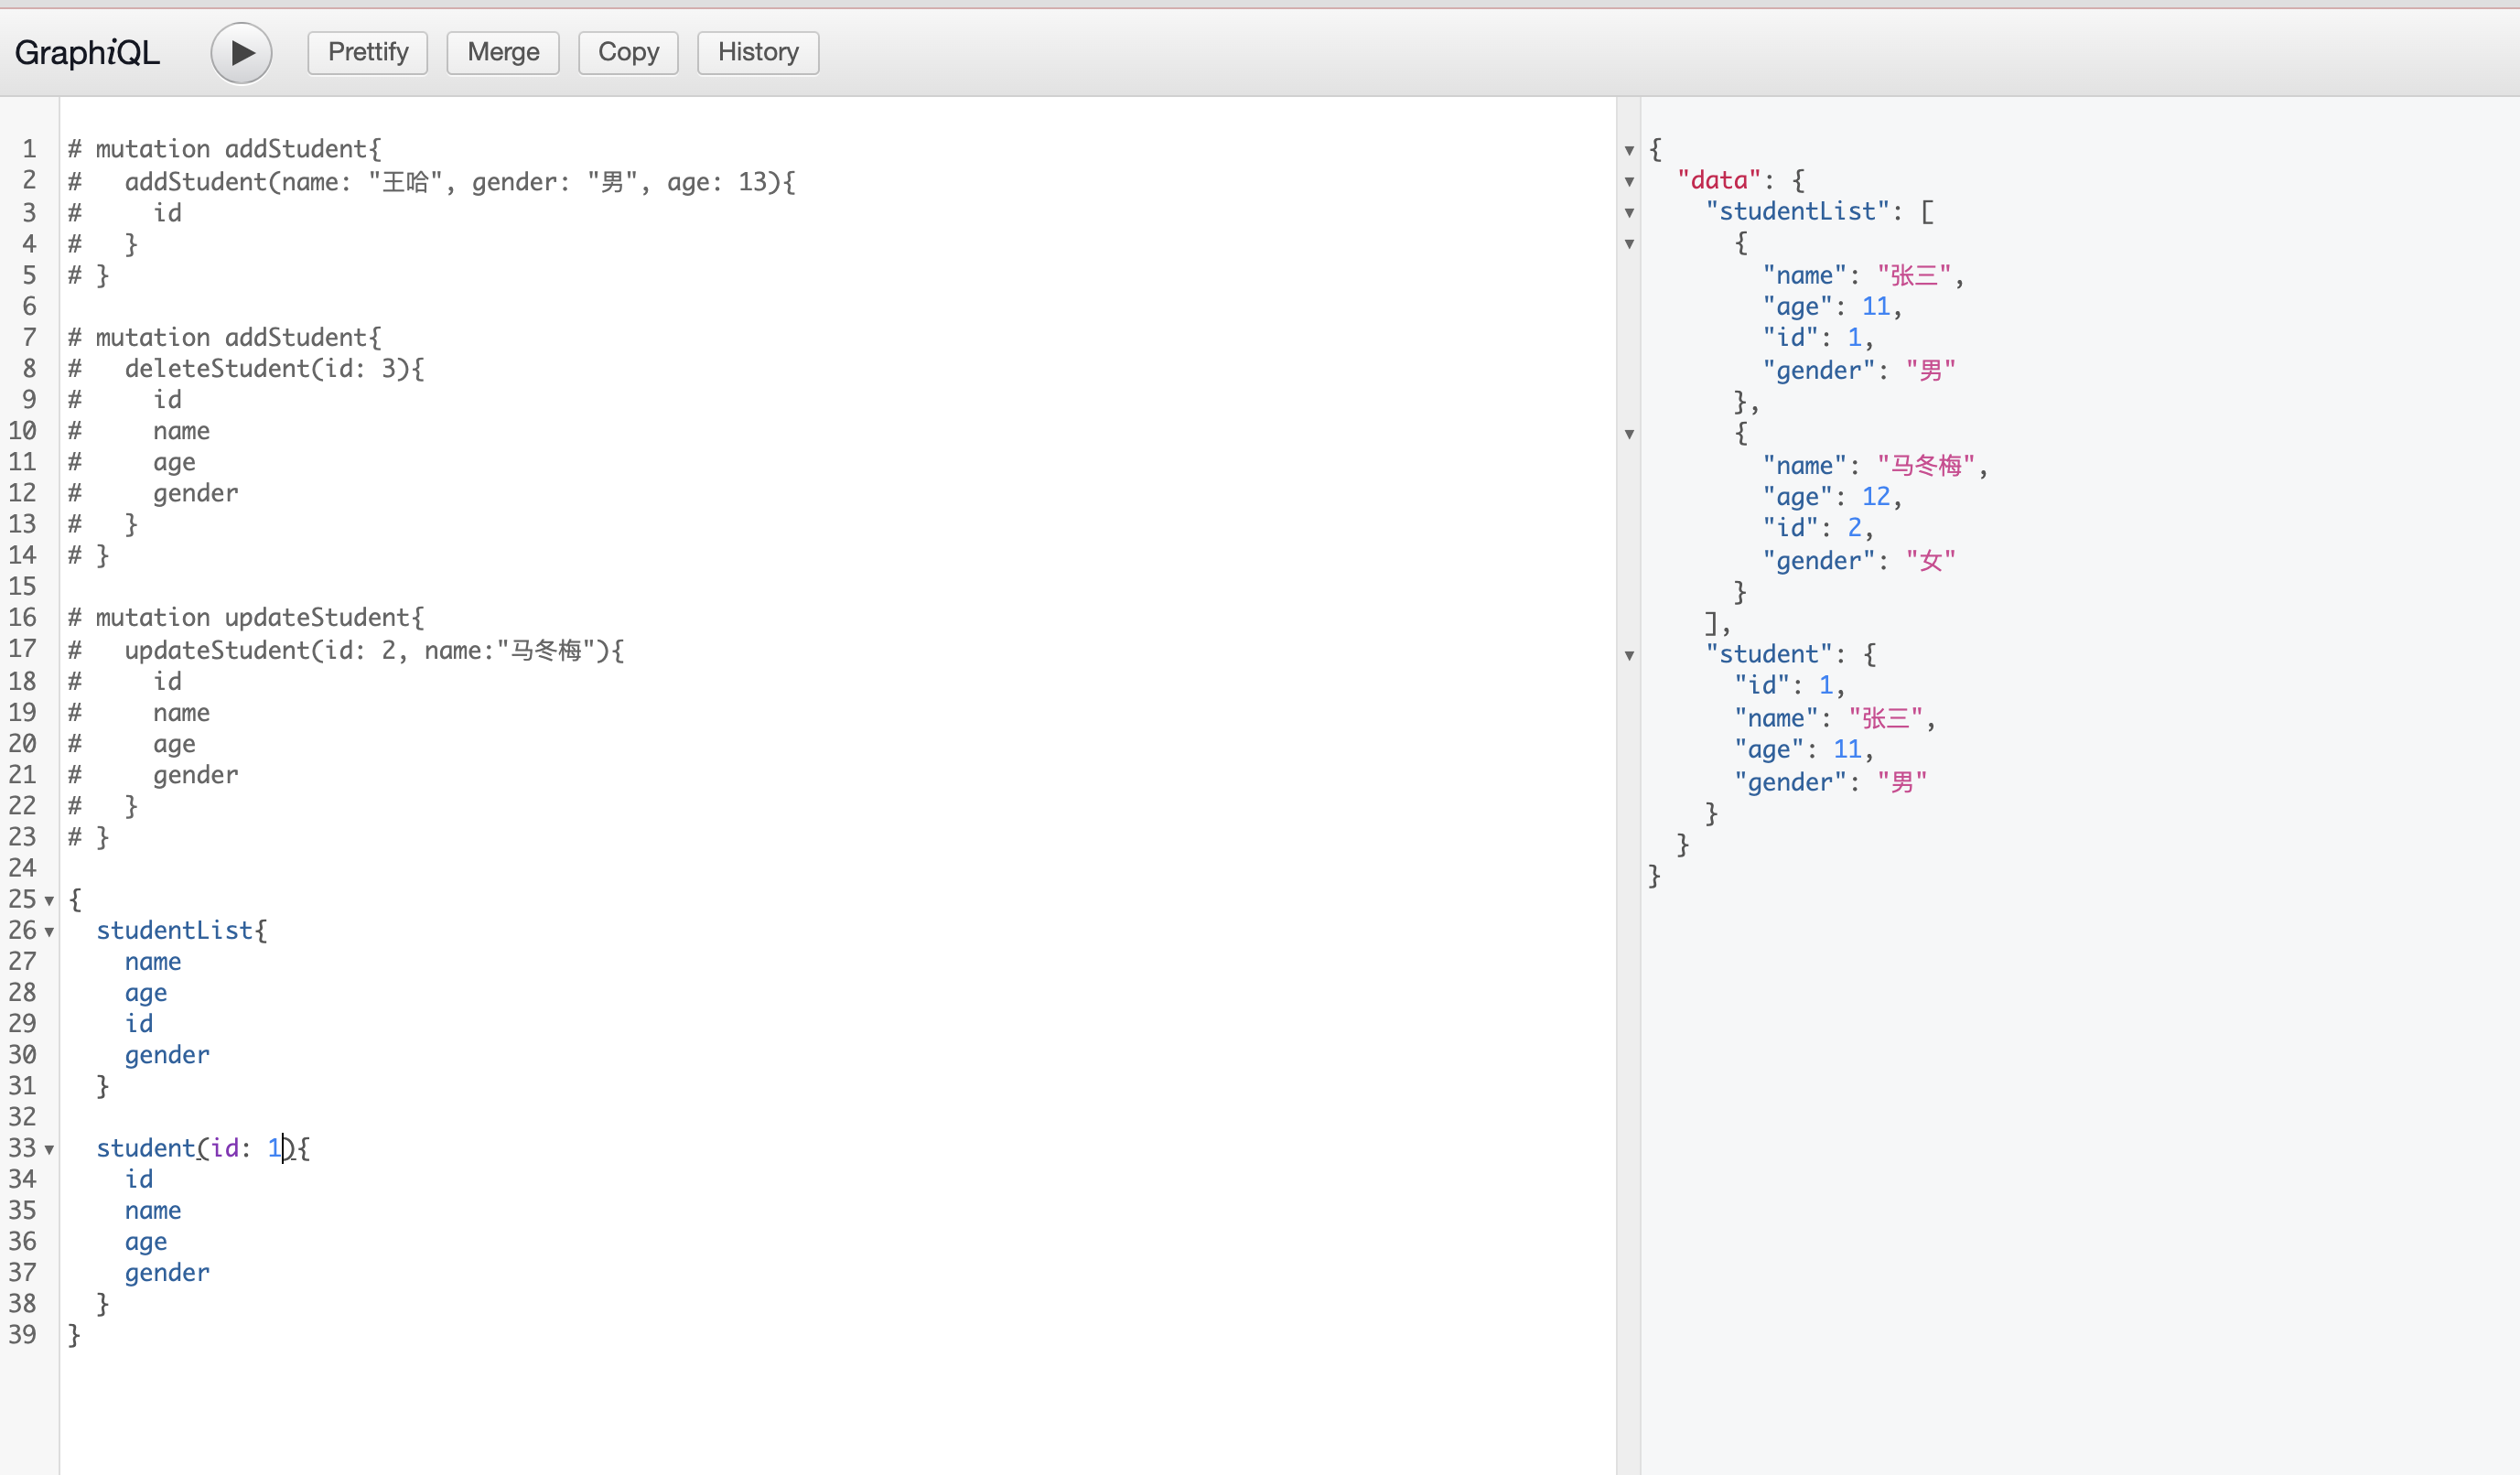 GraphiQL Prettify Merge Copy History
1 # mutation addStudent{
2 #   addStudent(name: "王哈", gender: "男", age: 13){
3 #     id
4 #   }
5 # }
6
7 # mutation addStudent{
8 #   deleteStudent(id: 3){
9 #     id
10 #     name
11 #     age
12 #     gender
13 #   }
14 # }
15
16 # mutation updateStudent{
17 #   updateStudent(id: 2, name:"马冬梅"){
18 #     id
19 #     name
20 #     age
21 #     gender
22 #   }
23 # }
24
25 {
26   studentList{
27     name
28     age
29     id
30     gender
31   }
32
33   student(id: 1){
34     id
35     name
36     age
37     gender
38   }
39 }
{
  "data": {
    "studentList": [
      {
        "name": "张三",
        "age": 11,
        "id": 1,
        "gender": "男"
      },
      {
        "name": "马冬梅",
        "age": 12,
        "id": 2,
        "gender": "女"
      }
    ],
    "student": {
      "id": 1,
      "name": "张三",
      "age": 11,
      "gender": "男"
    }
  }
}